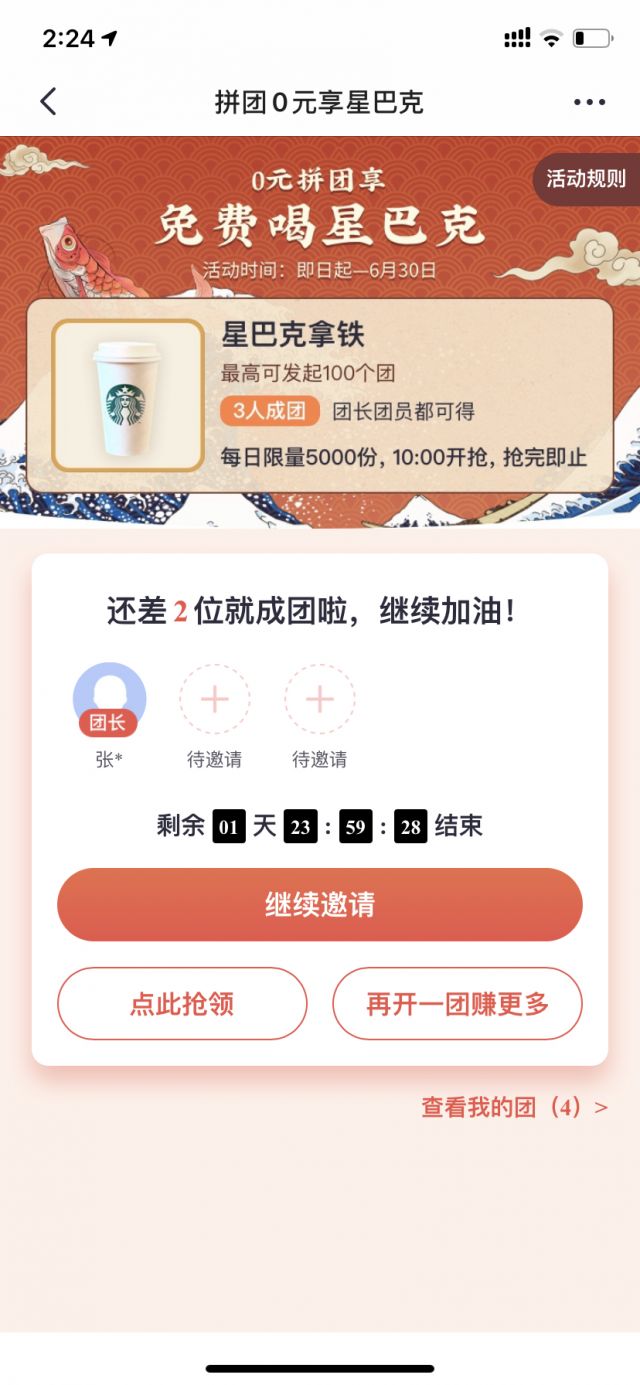 2:24
拼团0元享星巴克
活动规则
0元拼团享
免费喝星巴克
活动时间：即日起—6月30日
星巴克拿铁
最高可发起100个团
3人成团 团长团员都可得
每日限量5000份, 10:00开抢, 抢完即止
还差 2 位就成团啦，继续加油！
团长
张* 待邀请 待邀请
剩余 01 天 23 : 59 : 28 结束
继续邀请
点此抢领 再开一团赚更多
查看我的团（4）>